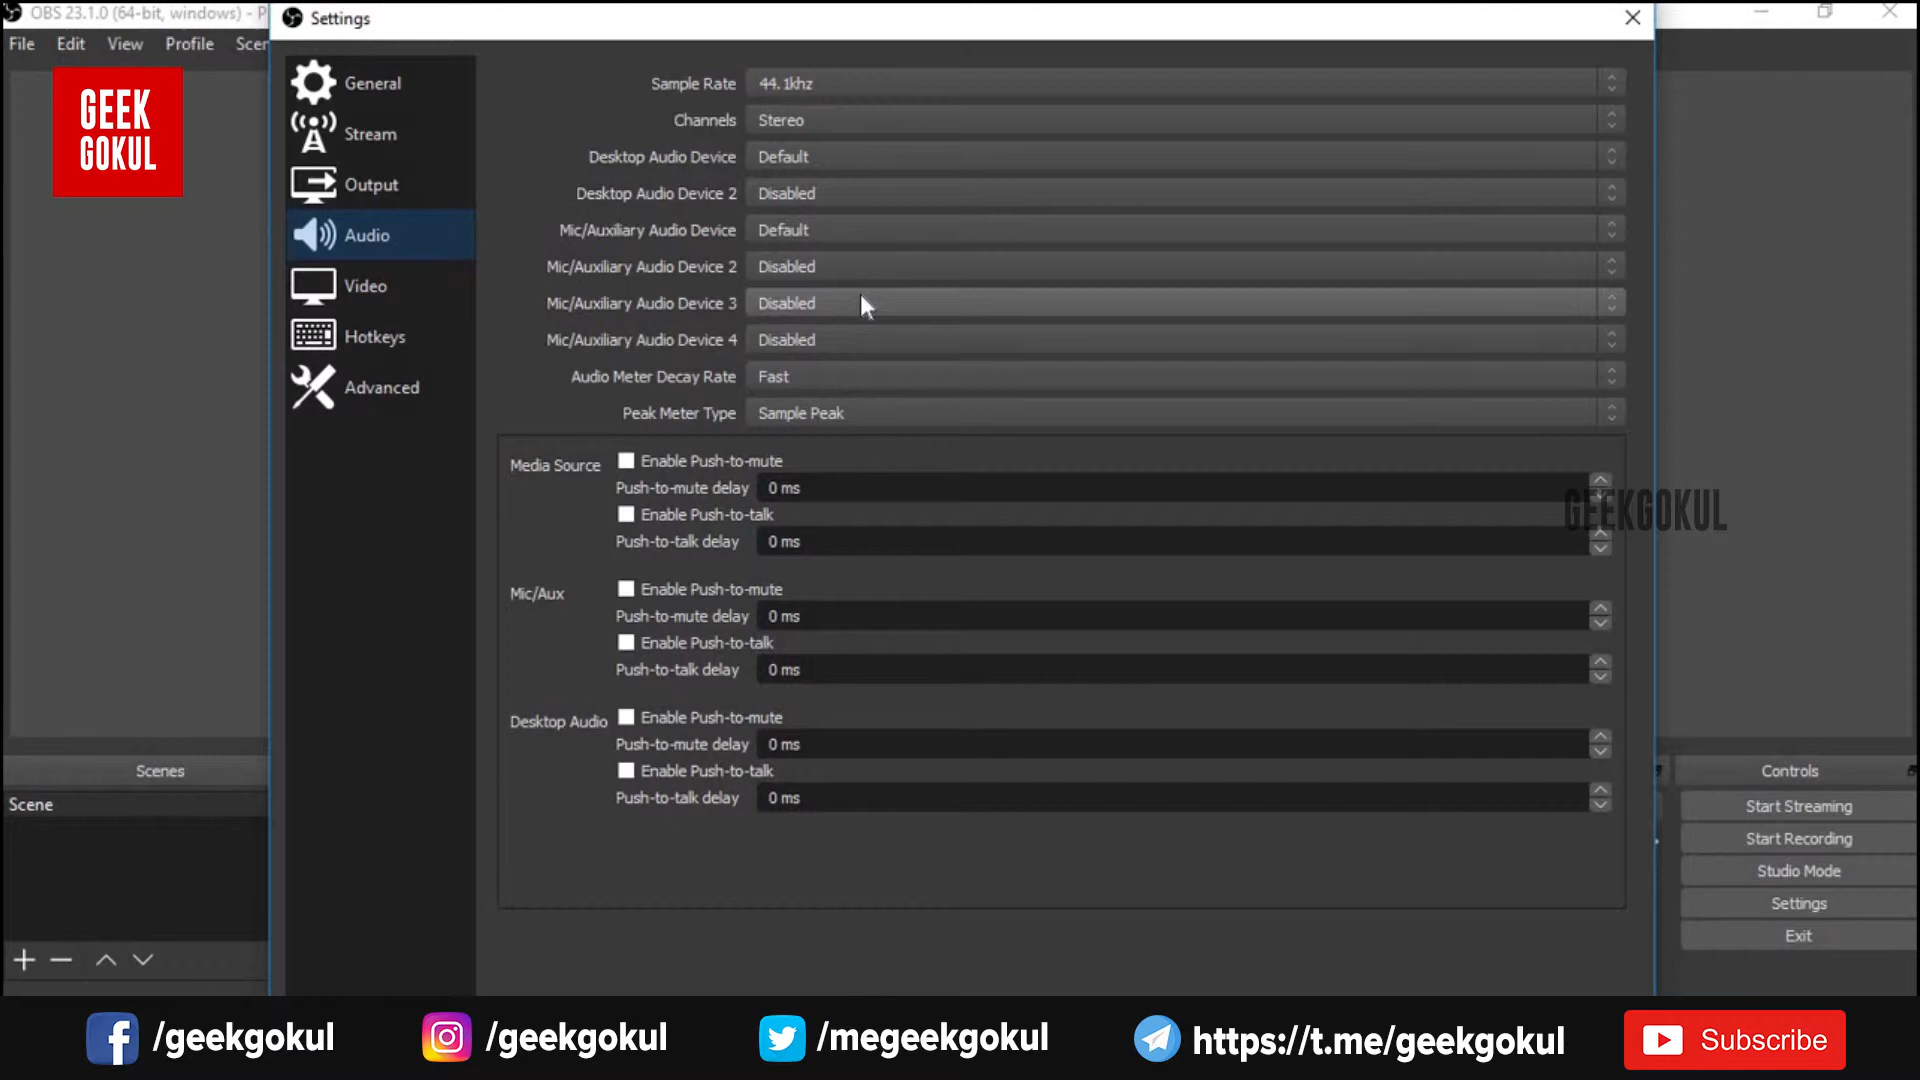 OBS 23.1.0 (64-bit, windows) - P
Settings
File Edit View Profile Scen
GEEK
GOKUL
General
Stream
Output
Audio
Video
Hotkeys
Advanced
Sample Rate 44.1khz
Channels Stereo
Desktop Audio Device Default
Desktop Audio Device 2 Disabled
Mic/Auxiliary Audio Device Default
Mic/Auxiliary Audio Device 2 Disabled
Mic/Auxiliary Audio Device 3 Disabled
Mic/Auxiliary Audio Device 4 Disabled
Audio Meter Decay Rate Fast
Peak Meter Type Sample Peak
Media Source Enable Push-to-mute
Push-to-mute delay 0 ms
Enable Push-to-talk
Push-to-talk delay 0 ms
GEEKGOKUL
Mic/Aux Enable Push-to-mute
Push-to-mute delay 0 ms
Enable Push-to-talk
Push-to-talk delay 0 ms
Desktop Audio Enable Push-to-mute
Push-to-mute delay 0 ms
Enable Push-to-talk
Push-to-talk delay 0 ms
Scenes
Scene
Controls
Start Streaming
Start Recording
Studio Mode
Settings
Exit
/geekgokul /geekgokul /megeekgokul https://t.me/geekgokul Subscribe